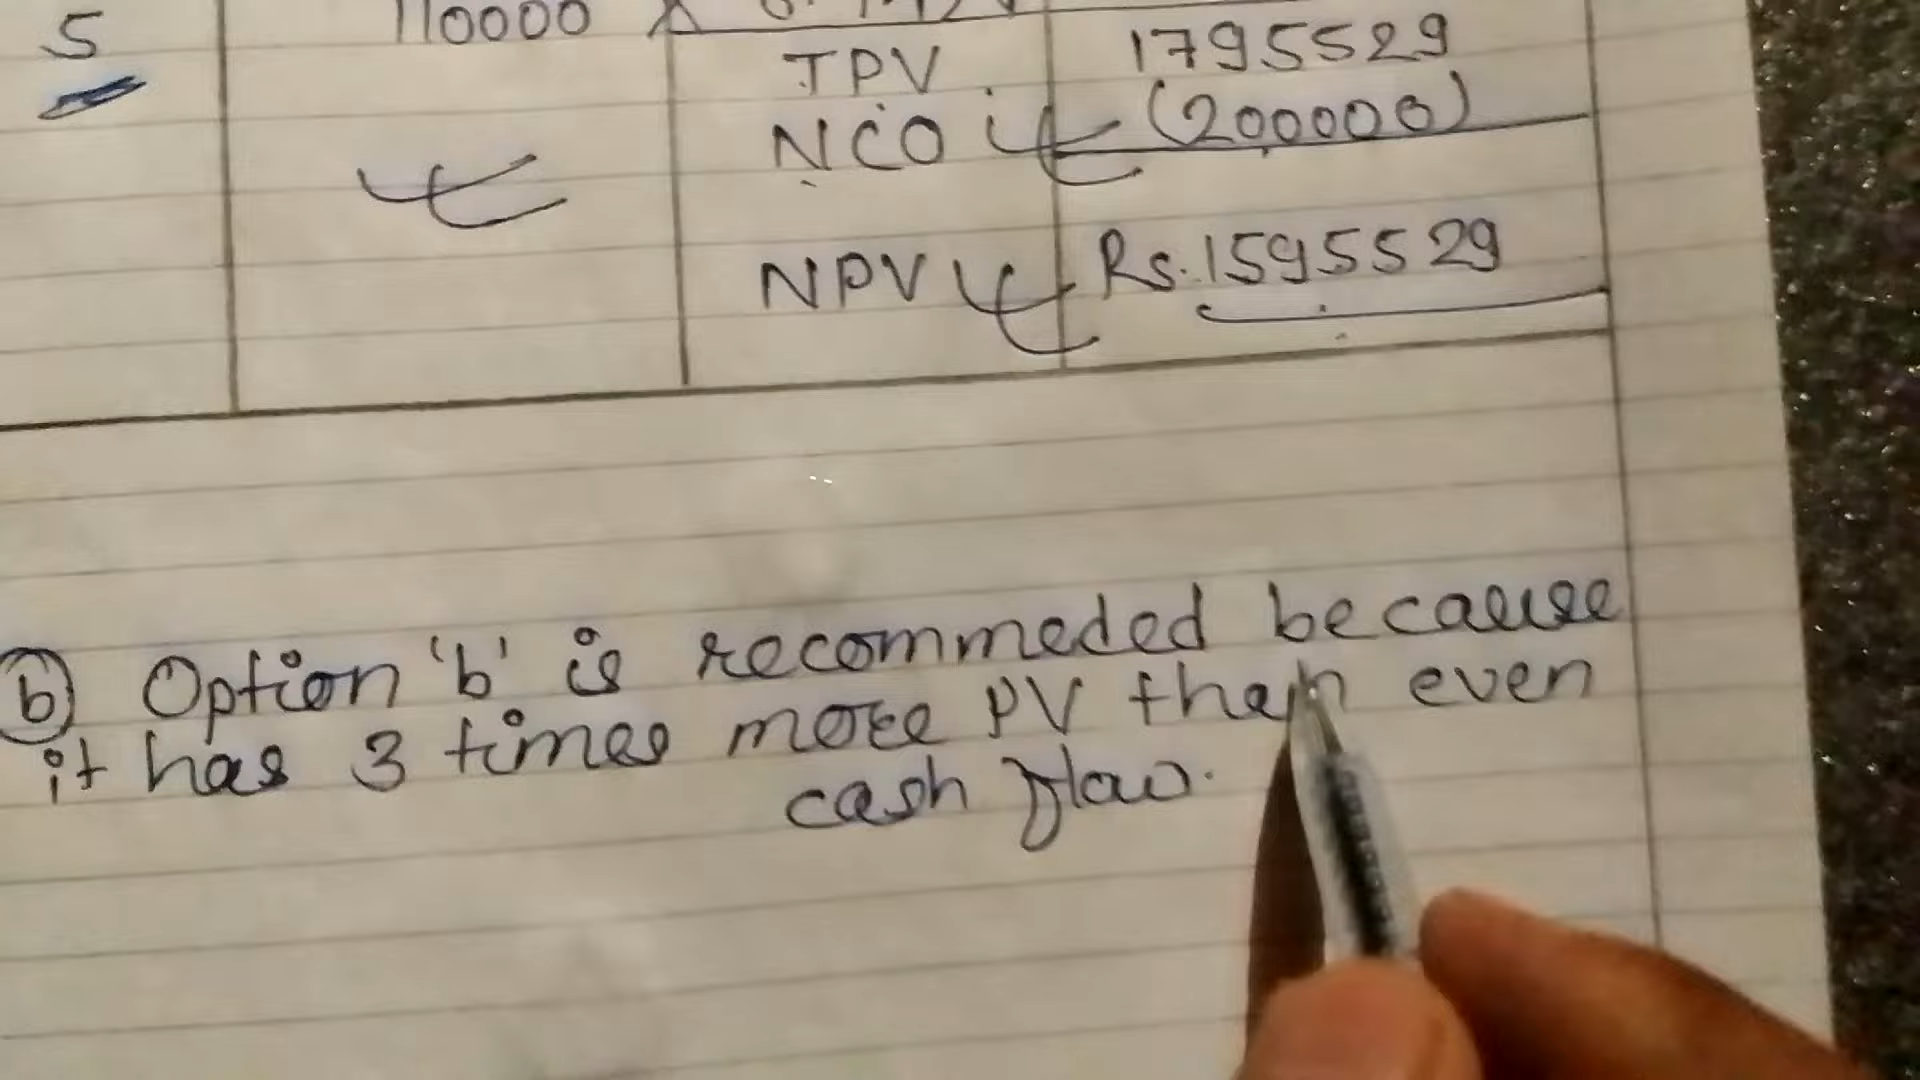 5 110000 X
TPV 1795529
NCO (200000)
NPV Rs. 1595529
b Option 'b' is recommeded because
it has 3 times more PV than even
cash flow.